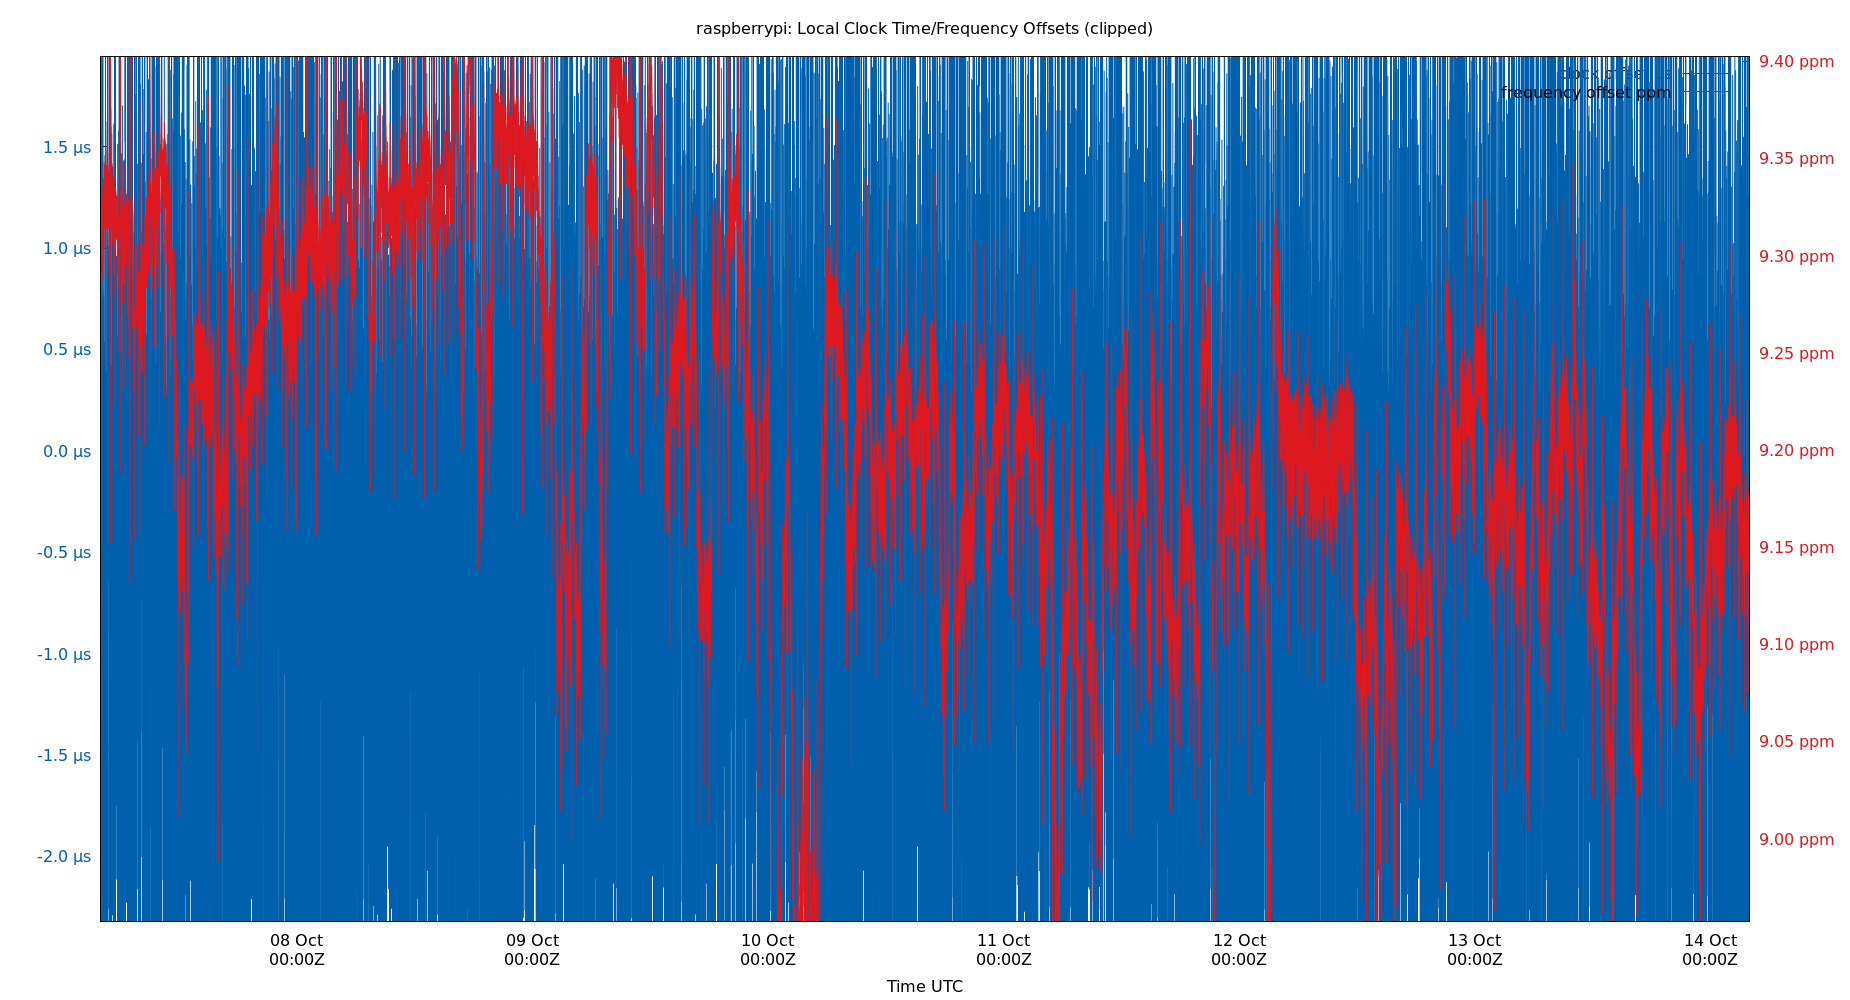 raspberrypi: Local Clock Time/Frequency Offsets (clipped)
clock offset
frequency offset ppm
1.5 µs
1.0 µs
0.5 µs
0.0 µs
-0.5 µs
-1.0 µs
-1.5 µs
-2.0 µs
9.40 ppm
9.35 ppm
9.30 ppm
9.25 ppm
9.20 ppm
9.15 ppm
9.10 ppm
9.05 ppm
9.00 ppm
08 Oct
00:00Z
09 Oct
00:00Z
10 Oct
00:00Z
11 Oct
00:00Z
12 Oct
00:00Z
13 Oct
00:00Z
14 Oct
00:00Z
Time UTC